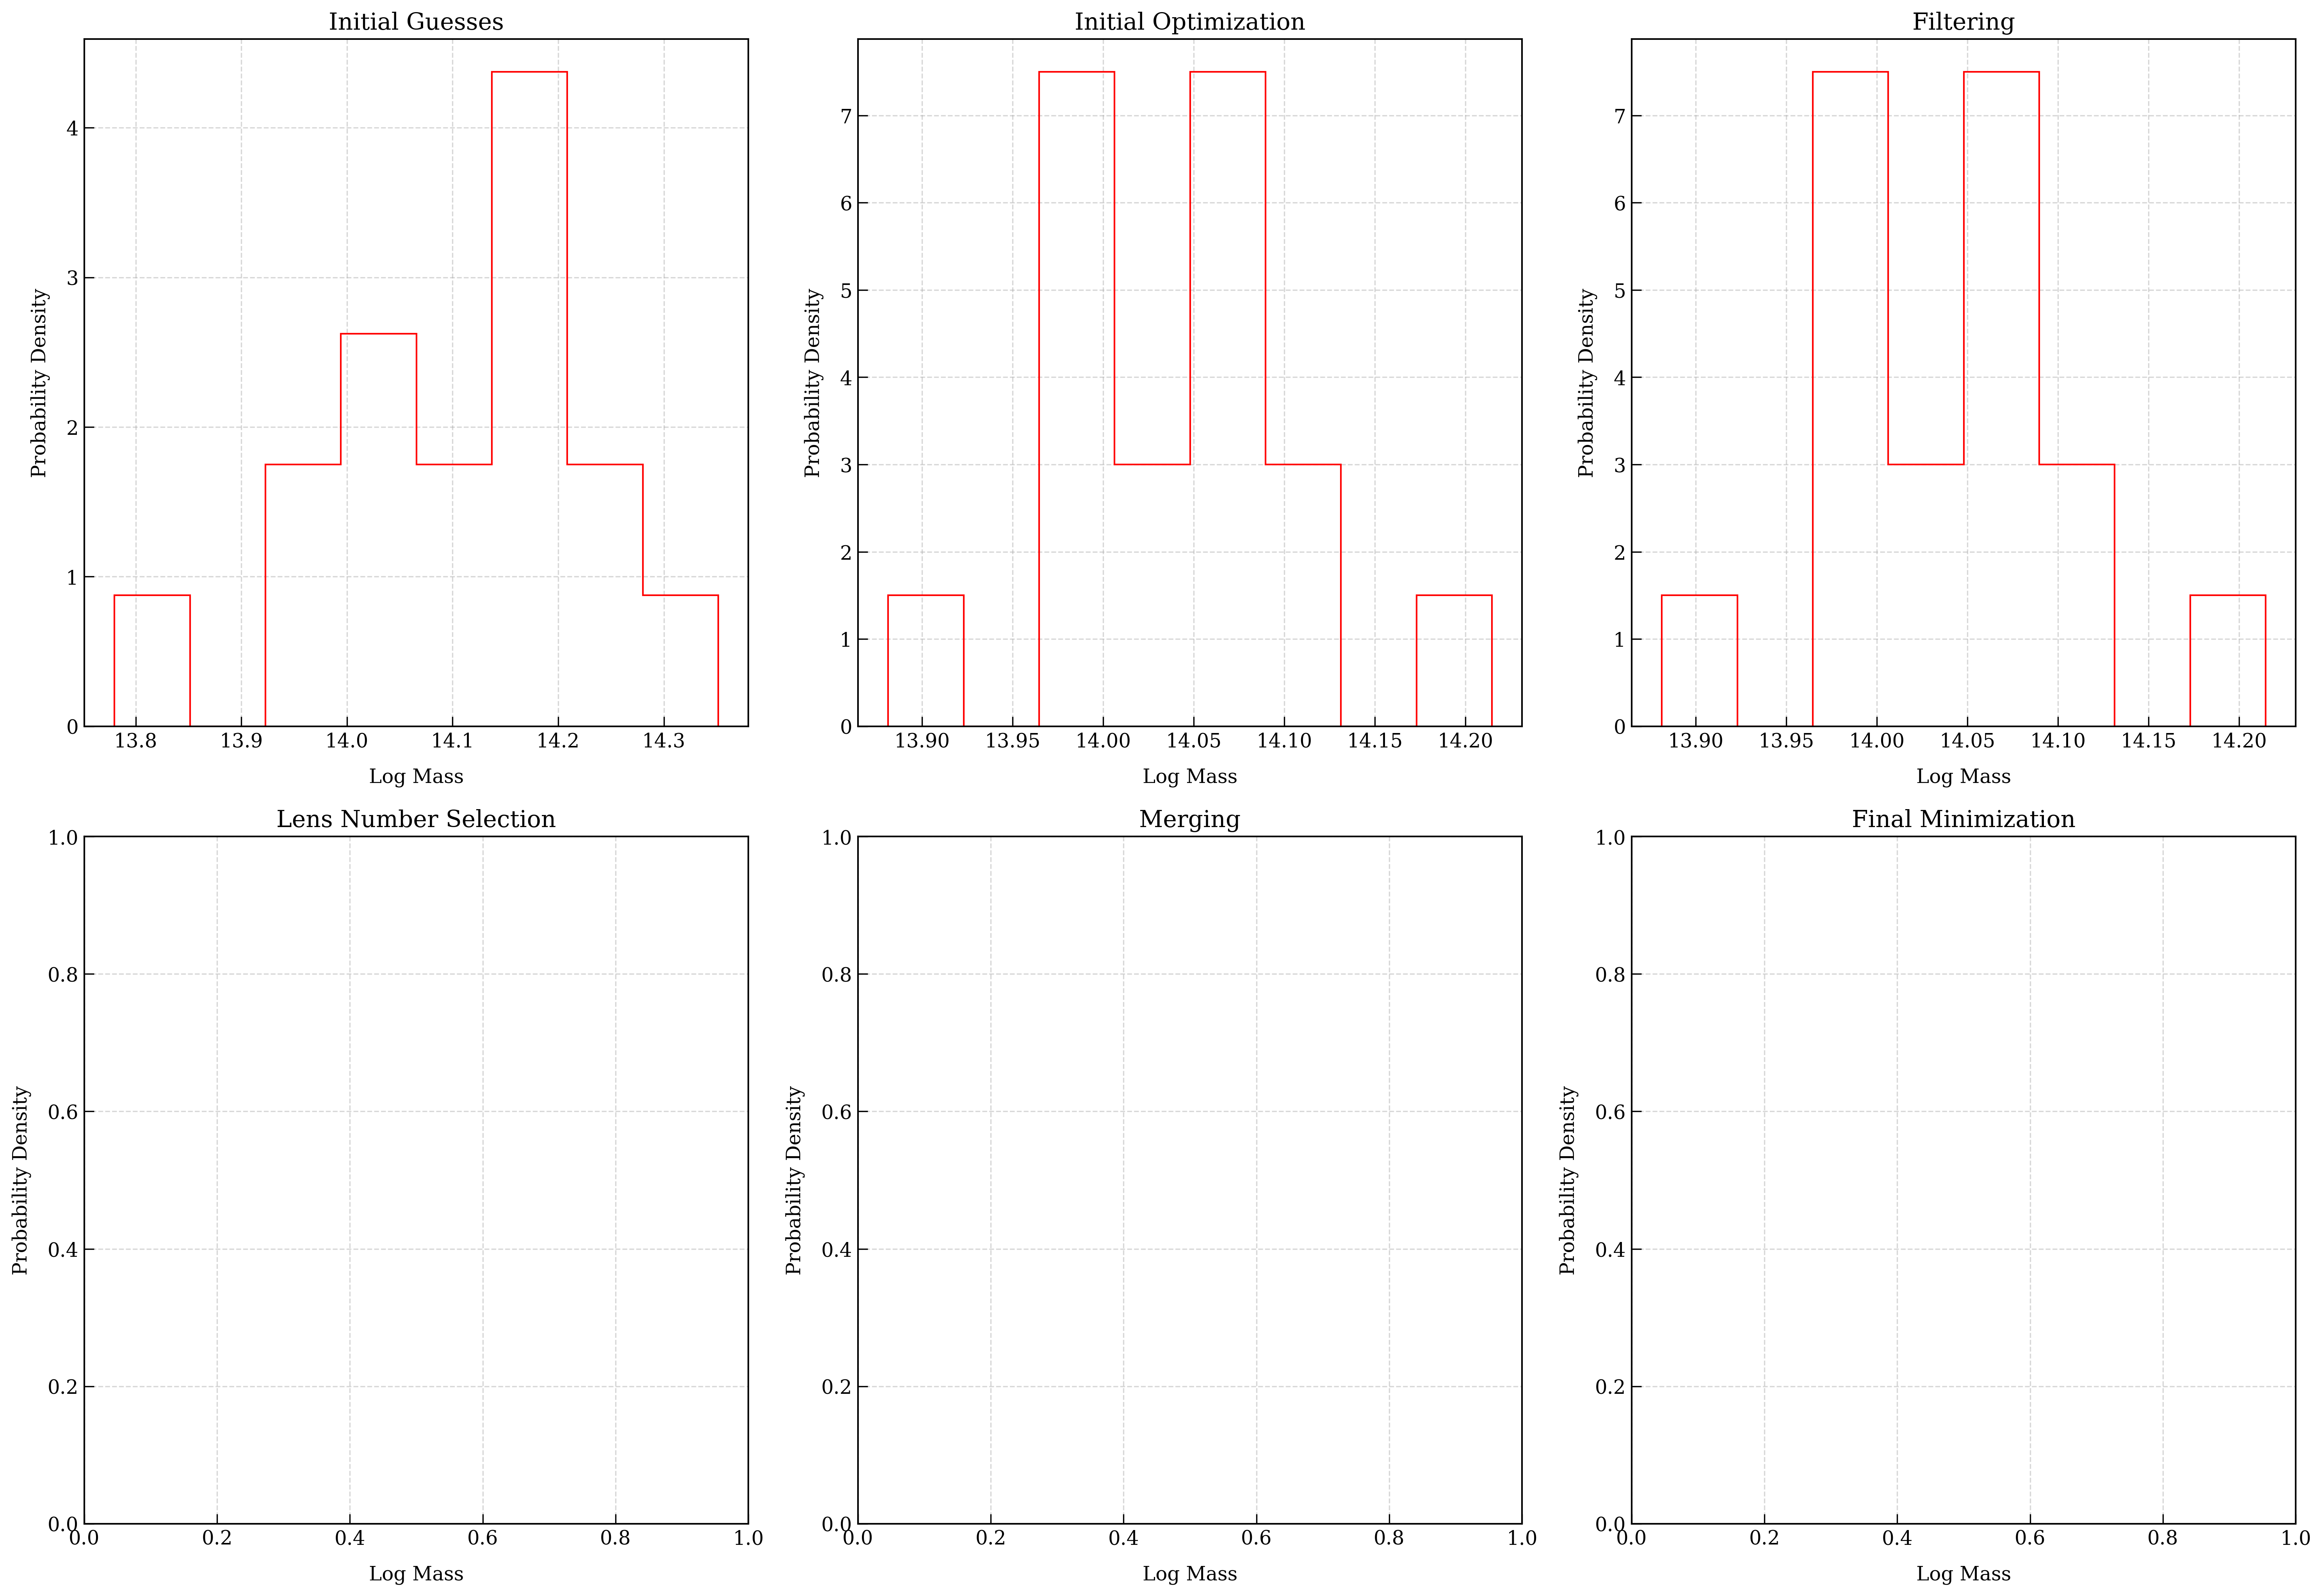 Initial Guesses
Probability Density
4
3
2
1
0
13.8 13.9 14.0 14.1 14.2 14.3
Log Mass
Initial Optimization
Probability Density
7
6
5
4
3
2
1
0
13.90 13.95 14.00 14.05 14.10 14.15 14.20
Log Mass
Filtering
Probability Density
7
6
5
4
3
2
1
0
13.90 13.95 14.00 14.05 14.10 14.15 14.20
Log Mass
Lens Number Selection
Probability Density
1.0
0.8
0.6
0.4
0.2
0.0
0.0 0.2 0.4 0.6 0.8 1.0
Log Mass
Merging
Probability Density
1.0
0.8
0.6
0.4
0.2
0.0
0.0 0.2 0.4 0.6 0.8 1.0
Log Mass
Final Minimization
Probability Density
1.0
0.8
0.6
0.4
0.2
0.0
0.0 0.2 0.4 0.6 0.8 1.0
Log Mass